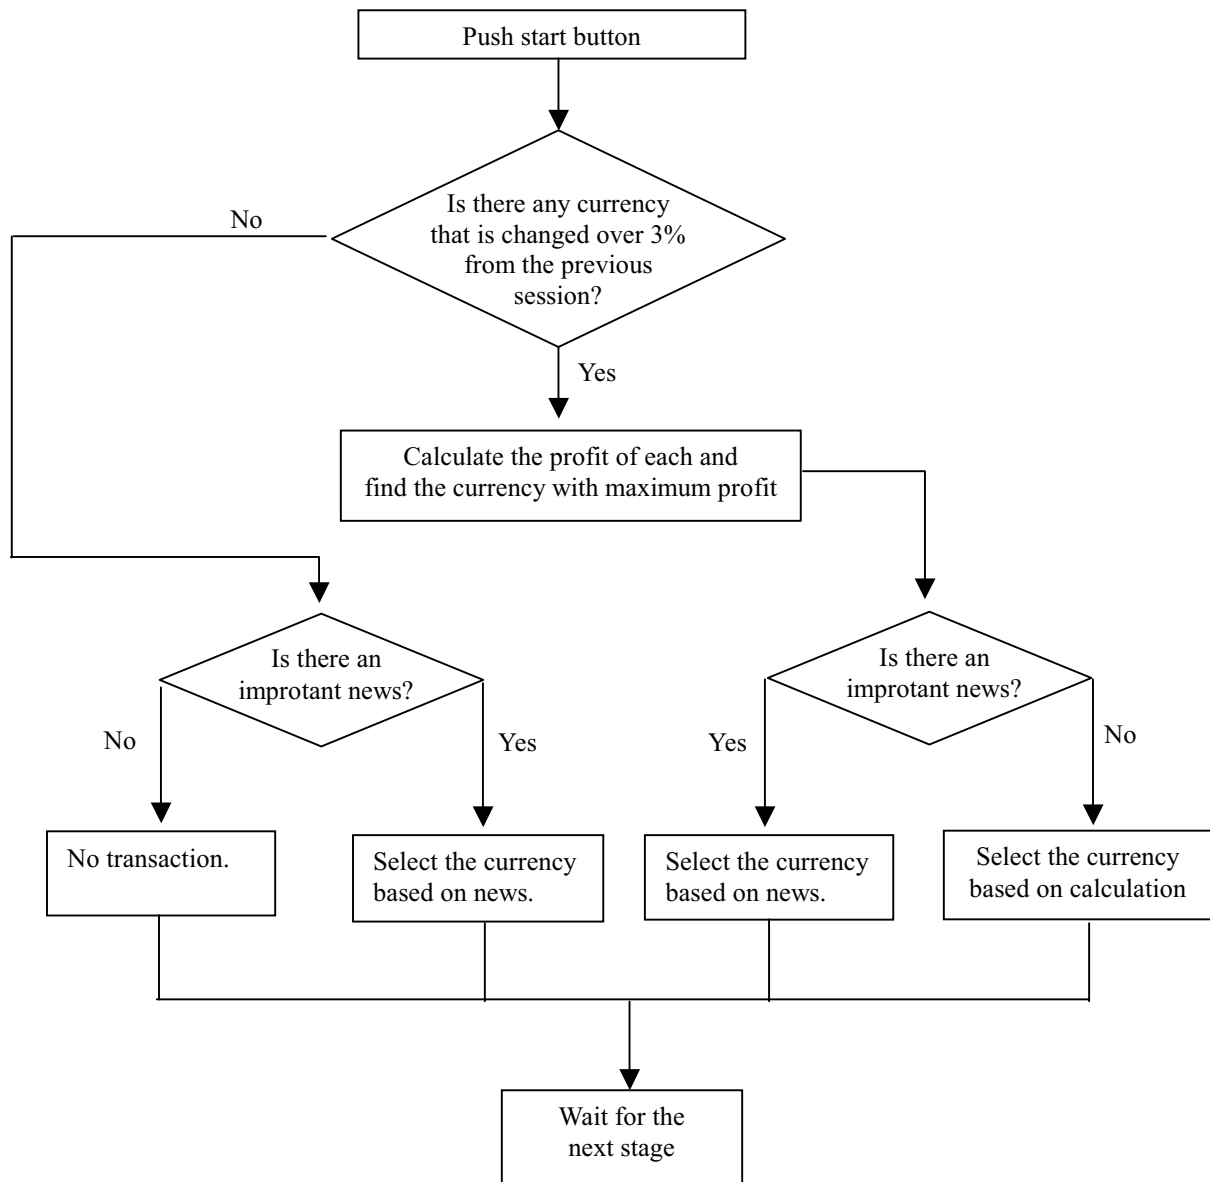 Push start button
Is there any currency
that is changed over 3%
from the previous
session?
No
Yes
Calculate the profit of each and
find the currency with maximum profit
Is there an
improtant news?
Is there an
improtant news?
No
Yes
Yes
No
No transaction.
Select the currency
based on news.
Select the currency
based on news.
Select the currency
based on calculation
Wait for the
next stage